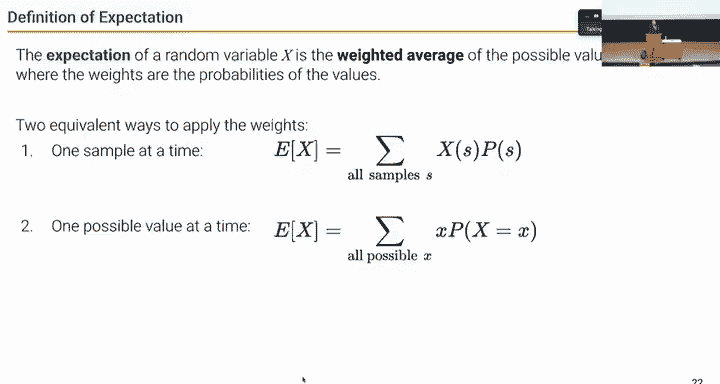 Definition of Expectation
Talking
The expectation of a random variable X is the weighted average of the possible
where the weights are the probabilities of the values.
Two equivalent ways to apply the weights:
1. One sample at a time: E[X] = ∑ X(s)P(s)
all samples s
2. One possible value at a time: E[X] = ∑ xP(X = x)
all possible x